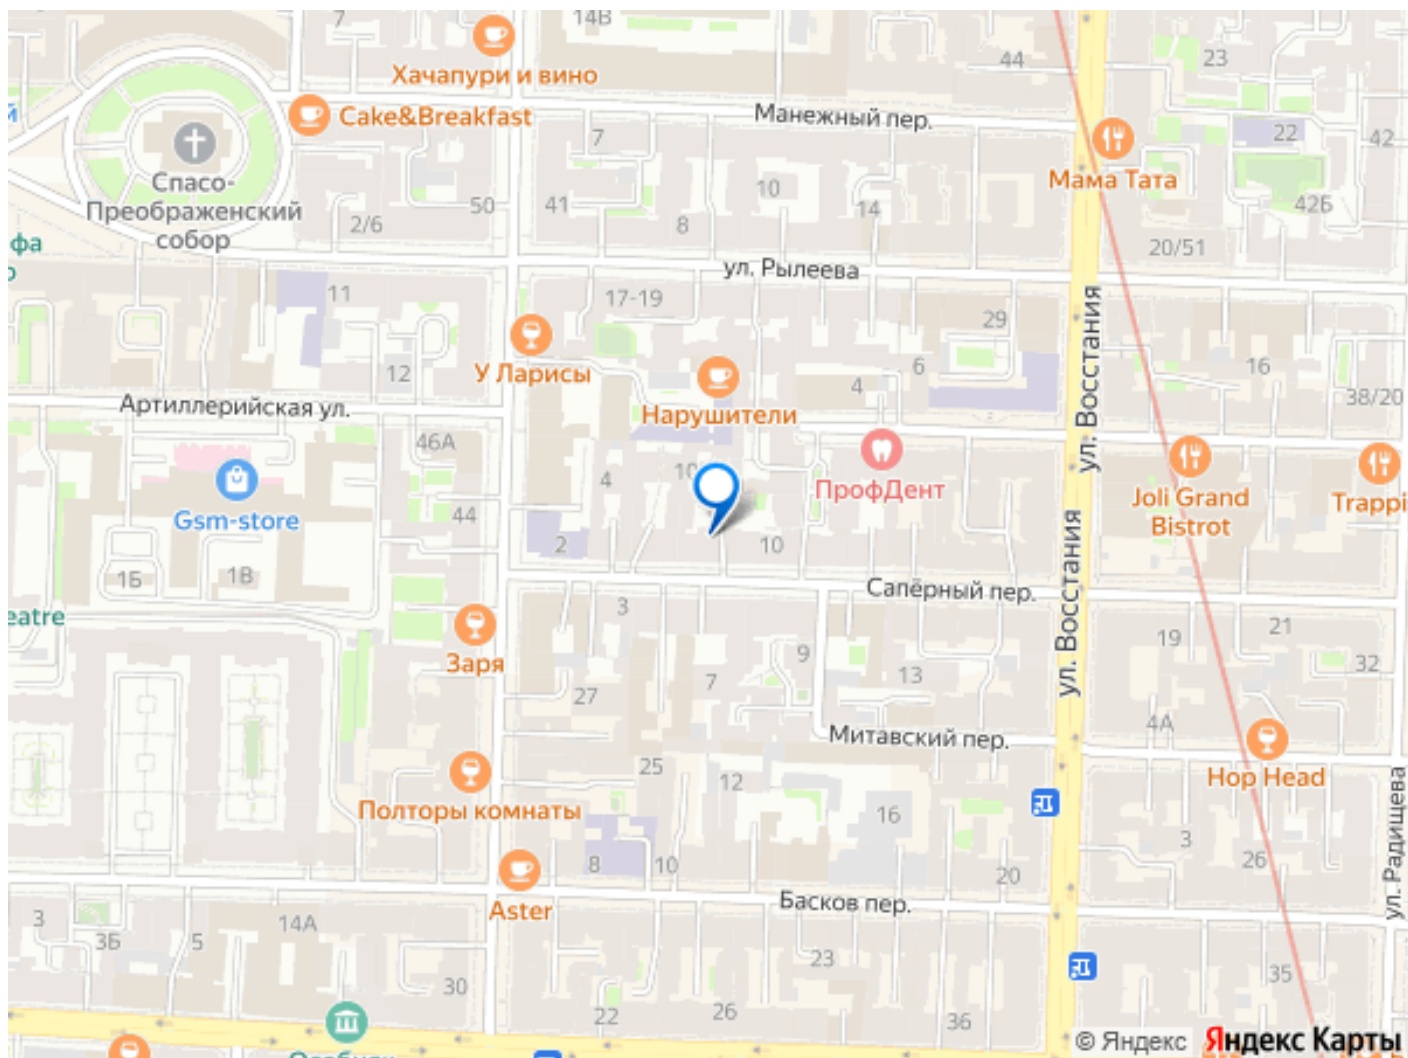 7
14В
Хачапури и вино
44
23
Cake&Breakfast
Манежный пер.
й
7
22
42
Спасо-
Преображенский
собор
2/6
50
41
10
8
14
Мама Тата
42Б
20/51
фа
ул. Рылеева
11
17-19
29
У Ларисы
12
Нарушители
4
6
16
38/20
Артиллерийская ул.
46А
ул. Восстания
Gsm-store
44
4
10
ПрофДент
Joli Grand
Bistrot
Trappi
2
10
1Б
1В
Сапёрный пер.
ул. Восстания
eatre
3
Заря
27
7
9
13
19
21
32
4А
Митавский пер.
25
12
Hop Head
Полторы комнаты
16
3
26
ул. Радищева
8
10
20
Aster
Басков пер.
3
3Б
5
14А
30
22
23
26
36
35
© Яндекс
Яндекс Карты